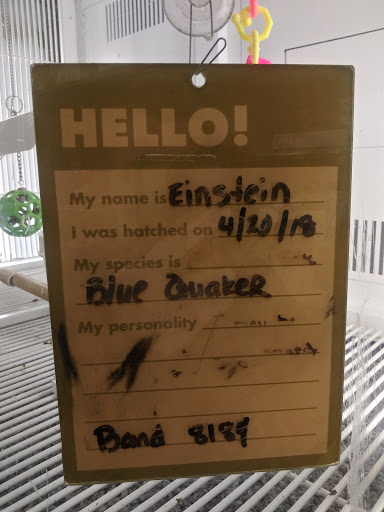 HELLO!
My name is Einstein
I was hatched on 4/20/18
My species is
Blue Quaker
My personality
Band 8189